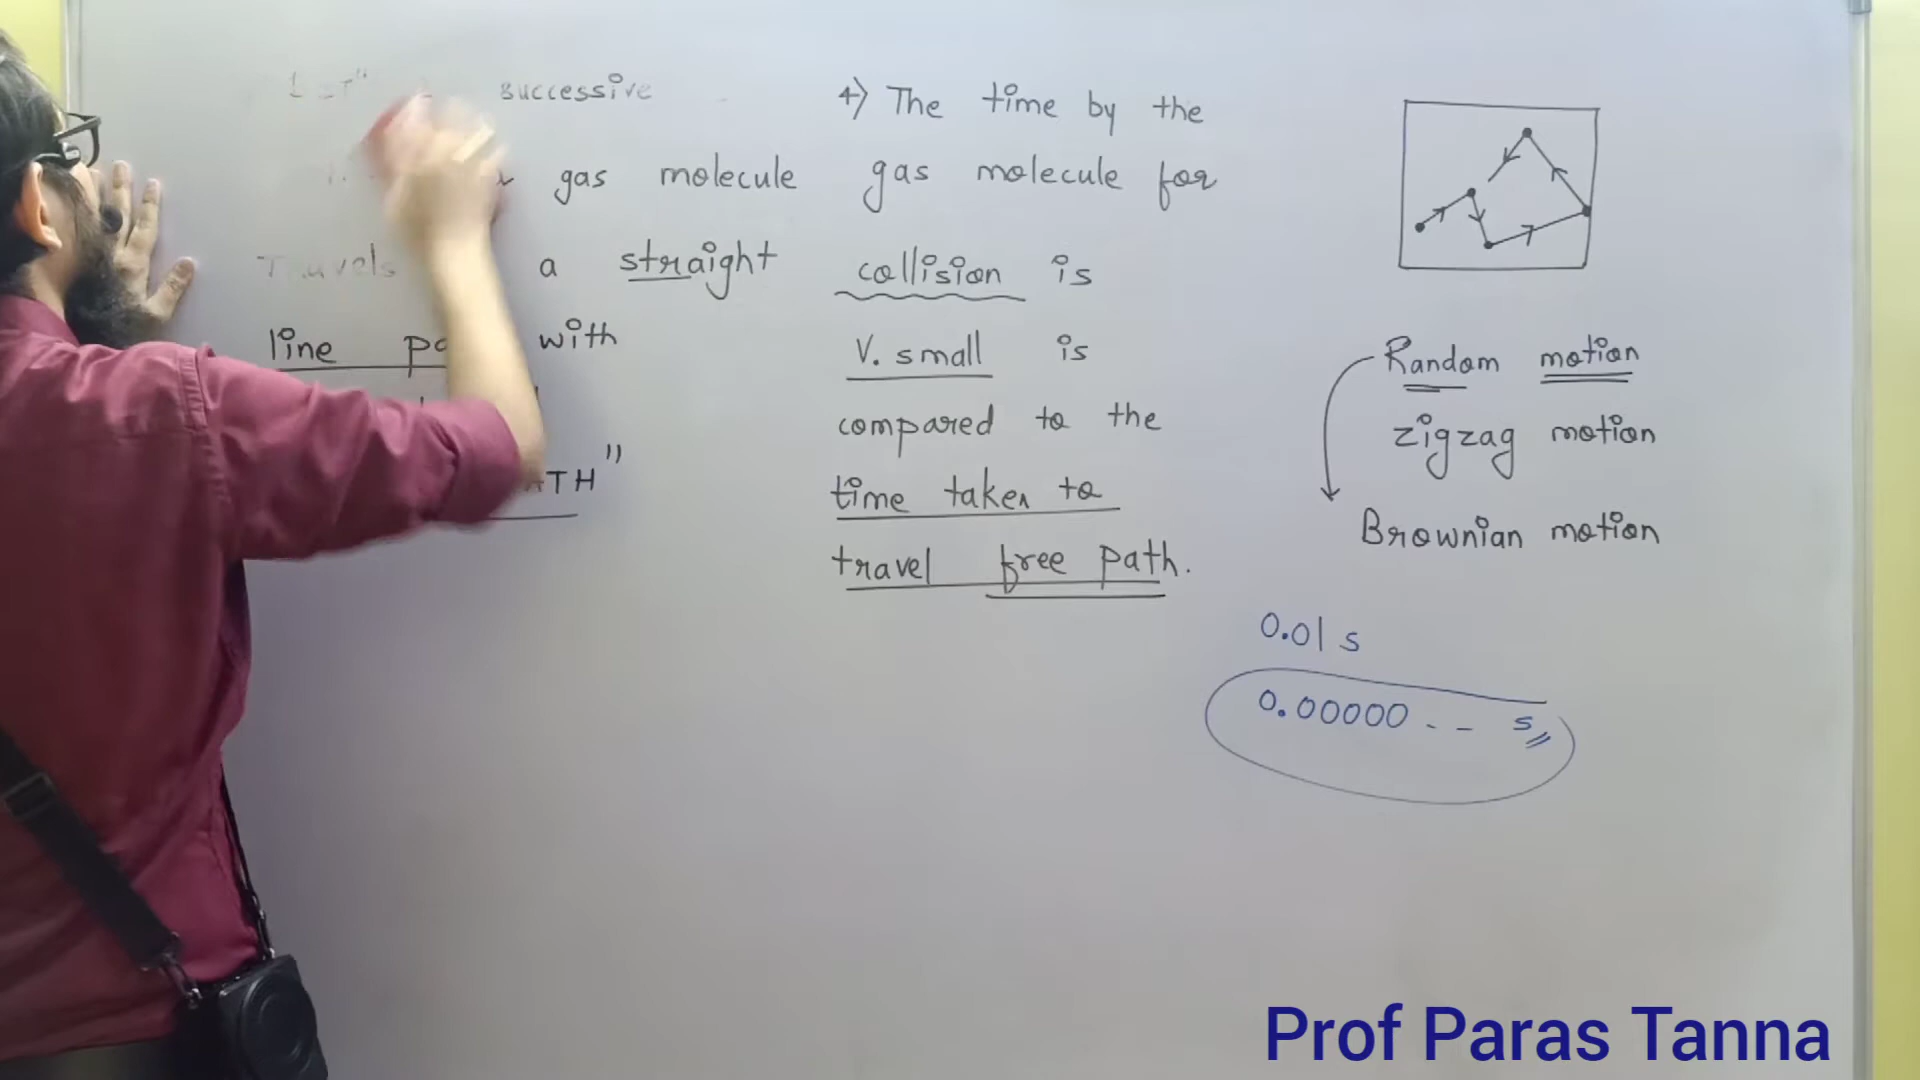 successive
gas molecule
a straight
line with
ATH"
4) The time by the
gas molecule for
collision is
V. small is
compared to the
time taken to
travel free path.
Random motion
zigzag motion
Brownian motion
0.01 s
0.00000 - - s
Prof Paras Tanna